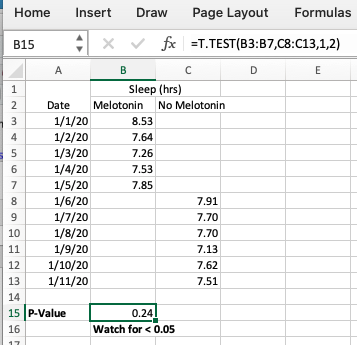 Home Insert Draw Page Layout Formulas
B15 fx =T.TEST(B3:B7,C8:C13,1,2)
A B C D E
1 Sleep (hrs)
2 Date Melotonin No Melotonin
3 1/1/20 8.53
4 1/2/20 7.64
5 1/3/20 7.26
6 1/4/20 7.53
7 1/5/20 7.85
8 1/6/20 7.91
9 1/7/20 7.70
10 1/8/20 7.70
11 1/9/20 7.13
12 1/10/20 7.62
13 1/11/20 7.51
14
15 P-Value 0.24
16 Watch for < 0.05
17